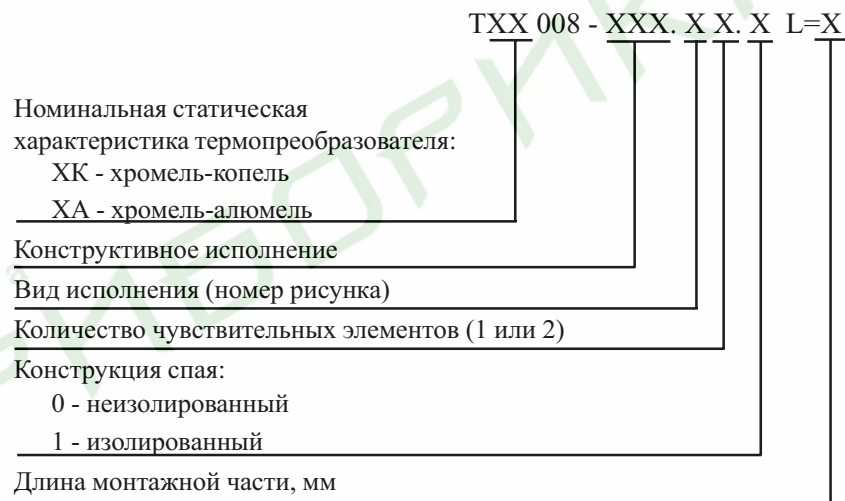 ТХХ 008 - ХХХ. Х Х. Х L=Х
Номинальная статическая
характеристика термопреобразователя:
ХК - хромель-копель
ХА - хромель-алюмель
Конструктивное исполнение
Вид исполнения (номер рисунка)
Количество чувствительных элементов (1 или 2)
Конструкция спая:
0 - неизолированный
1 - изолированный
Длина монтажной части, мм